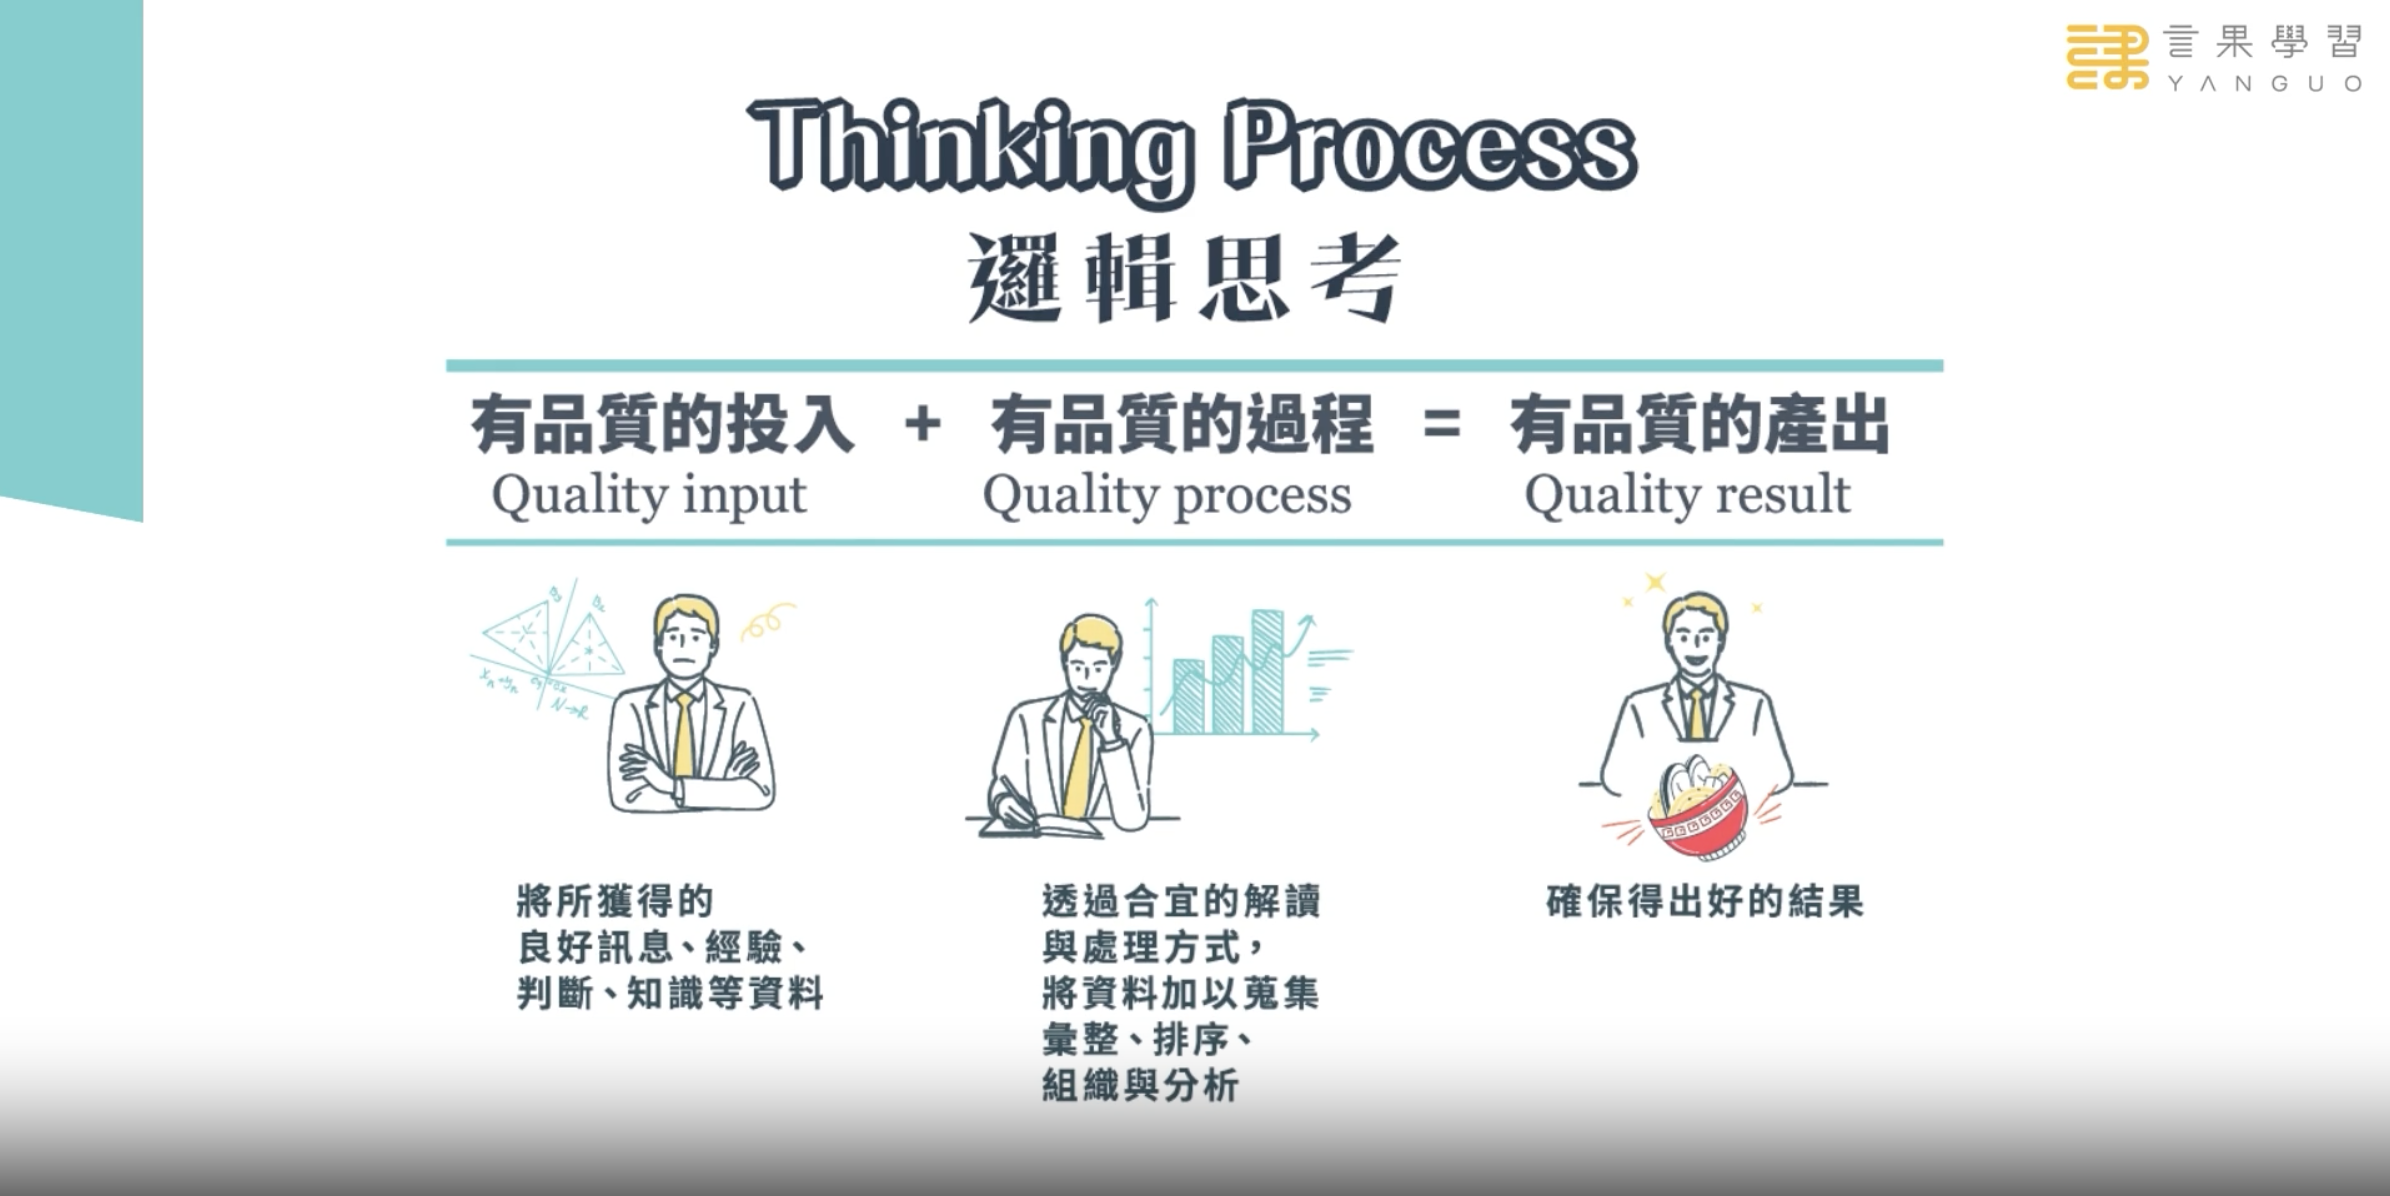 言果學習
YANGUO
Thinking Process
邏輯思考
有品質的投入 + 有品質的過程 = 有品質的產出
Quality input Quality process Quality result
將所獲得的
良好訊息、經驗、
判斷、知識等資料
透過合宜的解讀
與處理方式，
將資料加以蒐集
彙整、排序、
組織與分析
確保得出好的結果